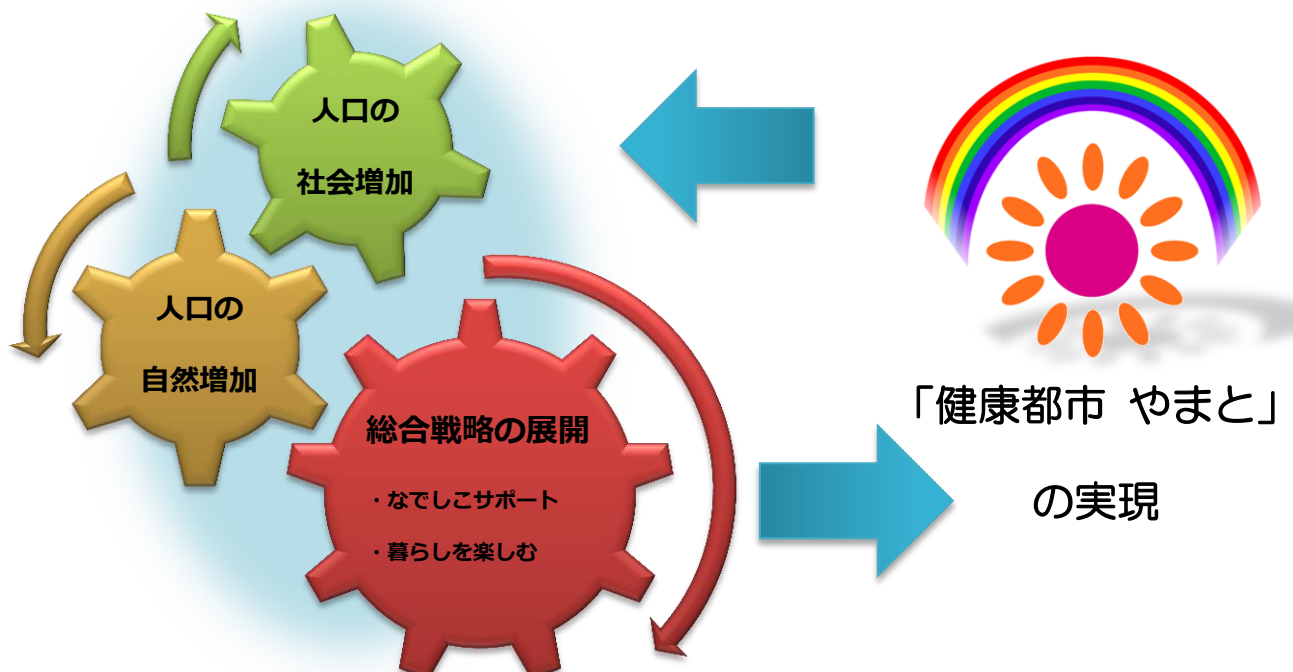 人口の
社会増加
人口の
自然増加
総合戦略の展開
・なでしこサポート
・暮らしを楽しむ
「健康都市 やまと」
の実現